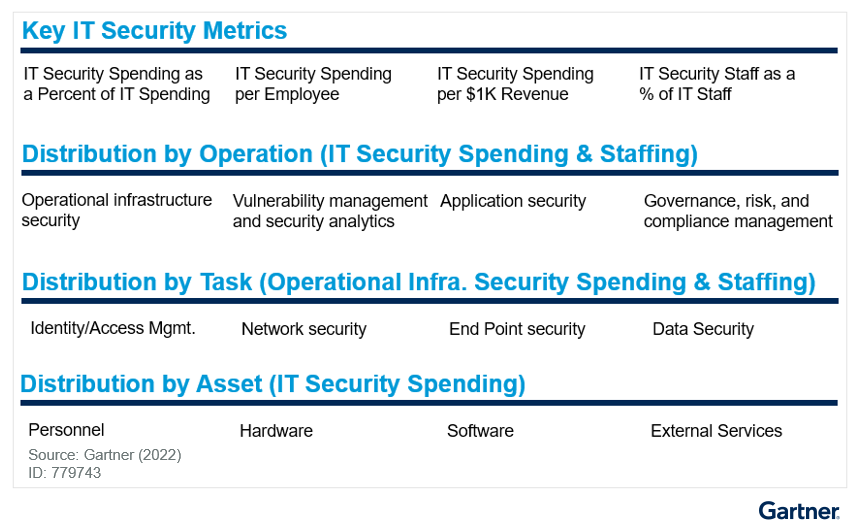 Key IT Security Metrics
IT Security Spending as
a Percent of IT Spending
IT Security Spending
per Employee
IT Security Spending
per $1K Revenue
IT Security Staff as a
% of IT Staff
Distribution by Operation (IT Security Spending & Staffing)
Operational infrastructure
security
Vulnerability management
and security analytics
Application security
Governance, risk, and
compliance management
Distribution by Task (Operational Infra. Security Spending & Staffing)
Identity/Access Mgmt.
Network security
End Point security
Data Security
Distribution by Asset (IT Security Spending)
Personnel
Hardware
Software
External Services
Source: Gartner (2022)
ID: 779743
Gartner